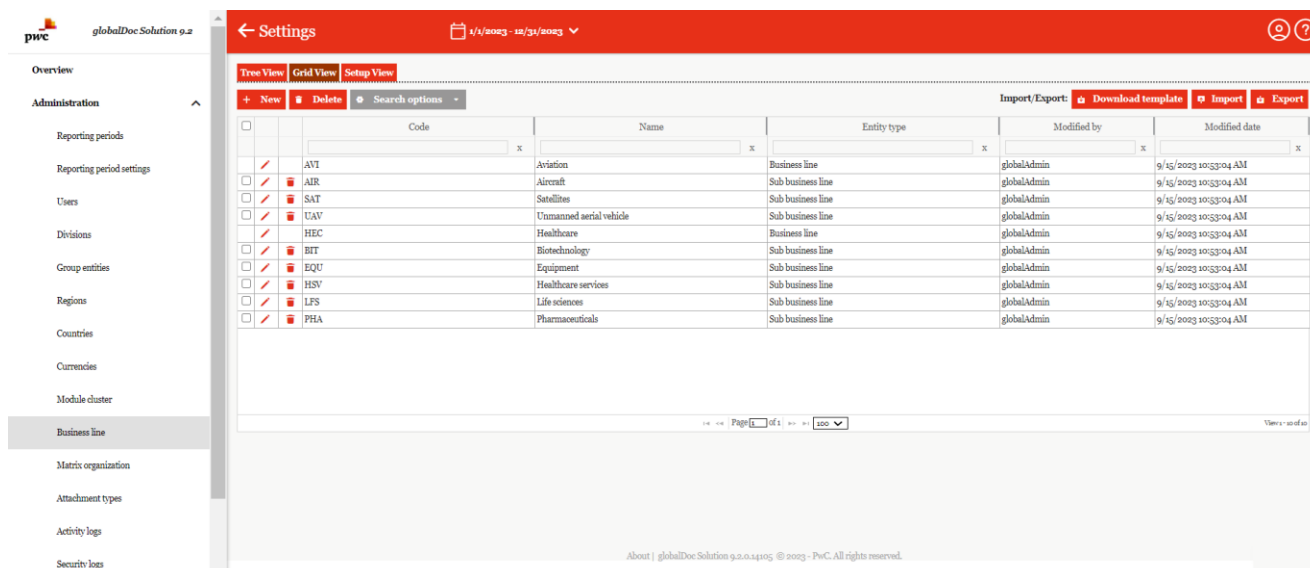 pwc
globalDoc Solution 9.2
Settings
1/1/2023 - 12/31/2023
?
Overview
Administration
Reporting periods
Reporting period settings
Users
Divisions
Group entities
Regions
Countries
Currencies
Module cluster
Business line
Matrix organization
Attachment types
Activity logs
Security logs
Tree View Grid View Setup View
+ New Delete Search options Import/Export: Download template Import Export
Code Name Entity type Modified by Modified date
x x x x x
AVI Aviation Business line globalAdmin 9/15/2023 10:53:04 AM
AIR Aircraft Sub business line globalAdmin 9/15/2023 10:53:04 AM
SAT Satellites Sub business line globalAdmin 9/15/2023 10:53:04 AM
UAV Unmanned aerial vehicle Sub business line globalAdmin 9/15/2023 10:53:04 AM
HEC Healthcare Business line globalAdmin 9/15/2023 10:53:04 AM
BIT Biotechnology Sub business line globalAdmin 9/15/2023 10:53:04 AM
EQU Equipment Sub business line globalAdmin 9/15/2023 10:53:04 AM
HSV Healthcare services Sub business line globalAdmin 9/15/2023 10:53:04 AM
LFS Life sciences Sub business line globalAdmin 9/15/2023 10:53:04 AM
PHA Pharmaceuticals Sub business line globalAdmin 9/15/2023 10:53:04 AM
Page 1 of 1 100 View 1 - 10 of 10
About | globalDoc Solution 9.2.0.14105 © 2023 - PwC. All rights reserved.